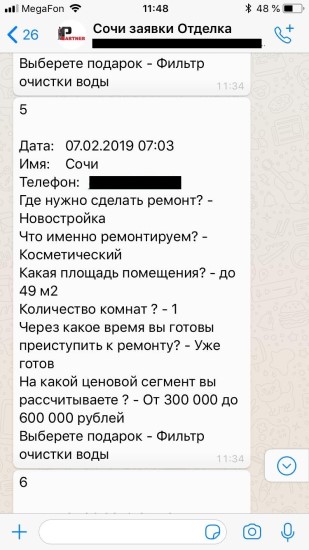 MegaFon 11:48 48 %
26 Сочи заявки Отделка
PARTNER
Выберете подарок - Фильтр
очистки воды
11:34
5
Дата: 07.02.2019 07:03
Имя: Сочи
Телефон:
Где нужно сделать ремонт? -
Новостройка
Что именно ремонтируем? -
Косметический
Какая площадь помещения? - до
49 м2
Количество комнат ? - 1
Через какое время вы готовы
преиступить к ремонту? - Уже
готов
На какой ценовой сегмент вы
рассчитываете ? - От 300 000 до
600 000 рублей
Выберете подарок - Фильтр
очистки воды
11:34
6